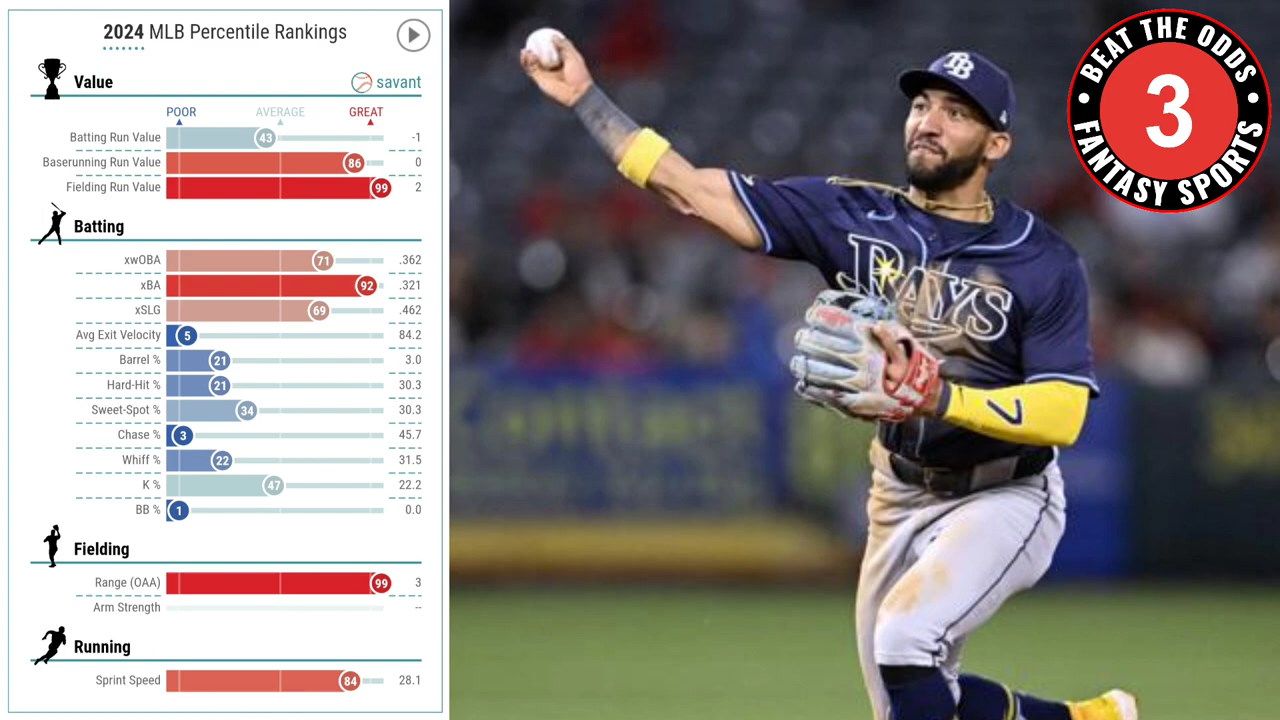 2024 MLB Percentile Rankings
Value
savant
POOR AVERAGE GREAT
Batting Run Value 43 -1
Baserunning Run Value 86 0
Fielding Run Value 99 2
Batting
xwOBA 71 .362
xBA 92 .321
xSLG 69 .462
Avg Exit Velocity 5 84.2
Barrel % 21 3.0
Hard-Hit % 21 30.3
Sweet-Spot % 34 30.3
Chase % 3 45.7
Whiff % 22 31.5
K % 47 22.2
BB % 1 0.0
Fielding
Range (OAA) 99 3
Arm Strength --
Running
Sprint Speed 84 28.1
TB
RAYS
7
BEAT THE ODDS
3
FANTASY SPORTS